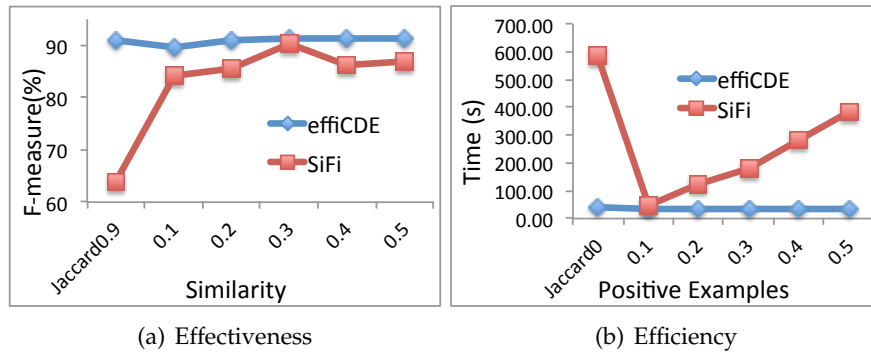 F-measure(%)
90
80
70
60
effiCDE
SiFi
Jaccard0.9
0.1
0.2
0.3
0.4
0.5
Similarity
(a) Effectiveness
Time (s)
700.00
600.00
500.00
400.00
300.00
200.00
100.00
0.00
effiCDE
SiFi
Jaccard0
0.1
0.2
0.3
0.4
0.5
Positive Examples
(b) Efficiency